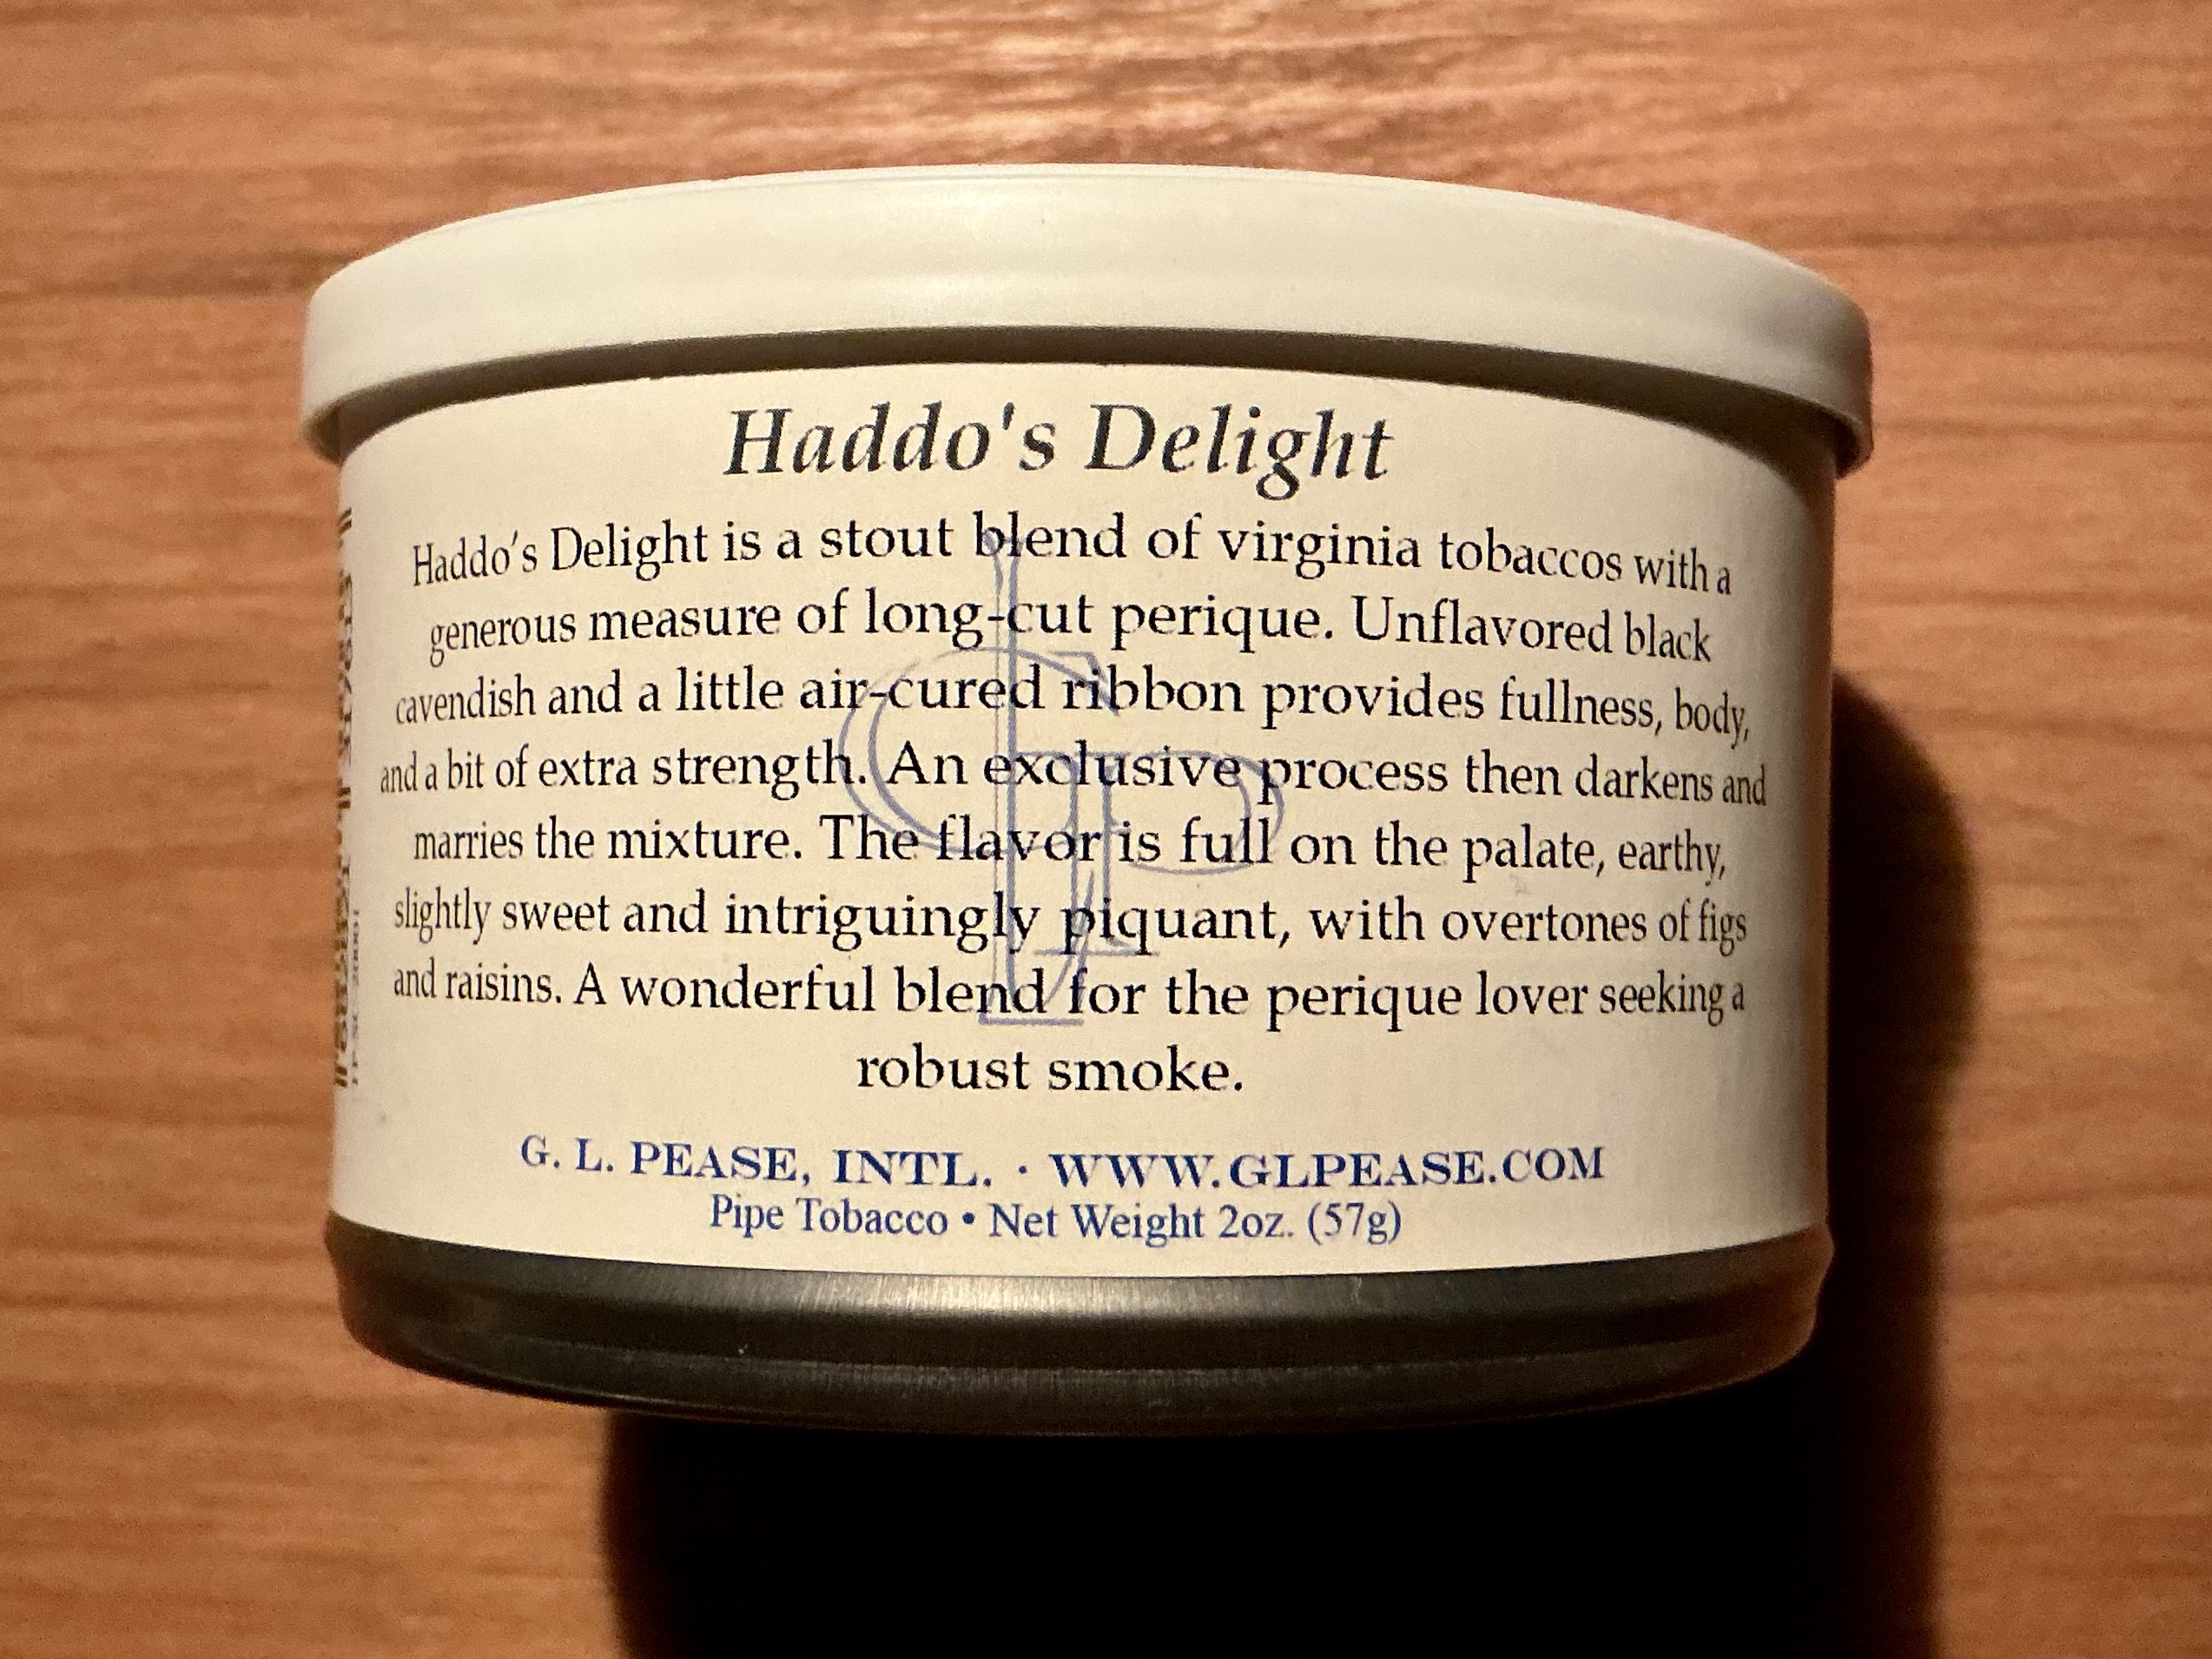 Haddo's Delight
Haddo's Delight is a stout blend of virginia tobaccos with a
generous measure of long-cut perique. Unflavored black
cavendish and a little air-cured ribbon provides fullness, body,
and a bit of extra strength. An exclusive process then darkens and
marries the mixture. The flavor is full on the palate, earthy,
slightly sweet and intriguingly piquant, with overtones of figs
and raisins. A wonderful blend for the perique lover seeking a
robust smoke.
G. L. PEASE, INTL. · WWW.GLPEASE.COM
Pipe Tobacco • Net Weight 2oz. (57g)